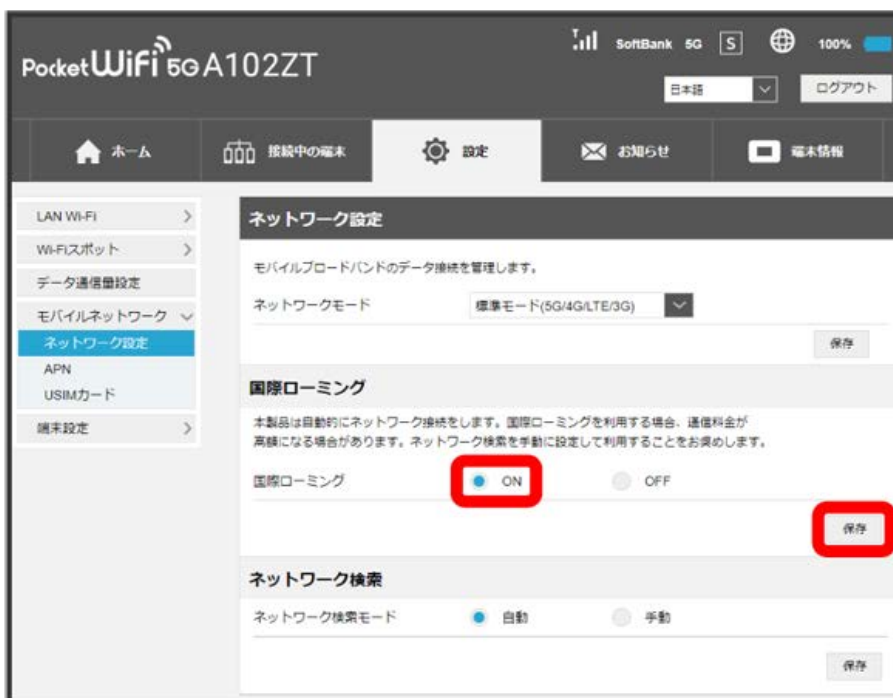 Pocket WiFi 5G A102ZT
SoftBank 5G S 100%
日本語
ログアウト
ホーム
接続中の端末
設定
お知らせ
端末情報
LAN Wi-Fi
Wi-Fiスポット
データ通信量設定
モバイルネットワーク
ネットワーク設定
APN
USIMカード
端末設定
ネットワーク設定
モバイルブロードバンドのデータ接続を管理します。
ネットワークモード 標準モード(5G/4G/LTE/3G)
保存
国際ローミング
本製品は自動的にネットワーク接続をします。国際ローミングを利用する場合、通信料金が
高額になる場合があります。ネットワーク検索を手動に設定して利用することをお奨めします。
国際ローミング ON OFF
保存
ネットワーク検索
ネットワーク検索モード 自動 手動
保存